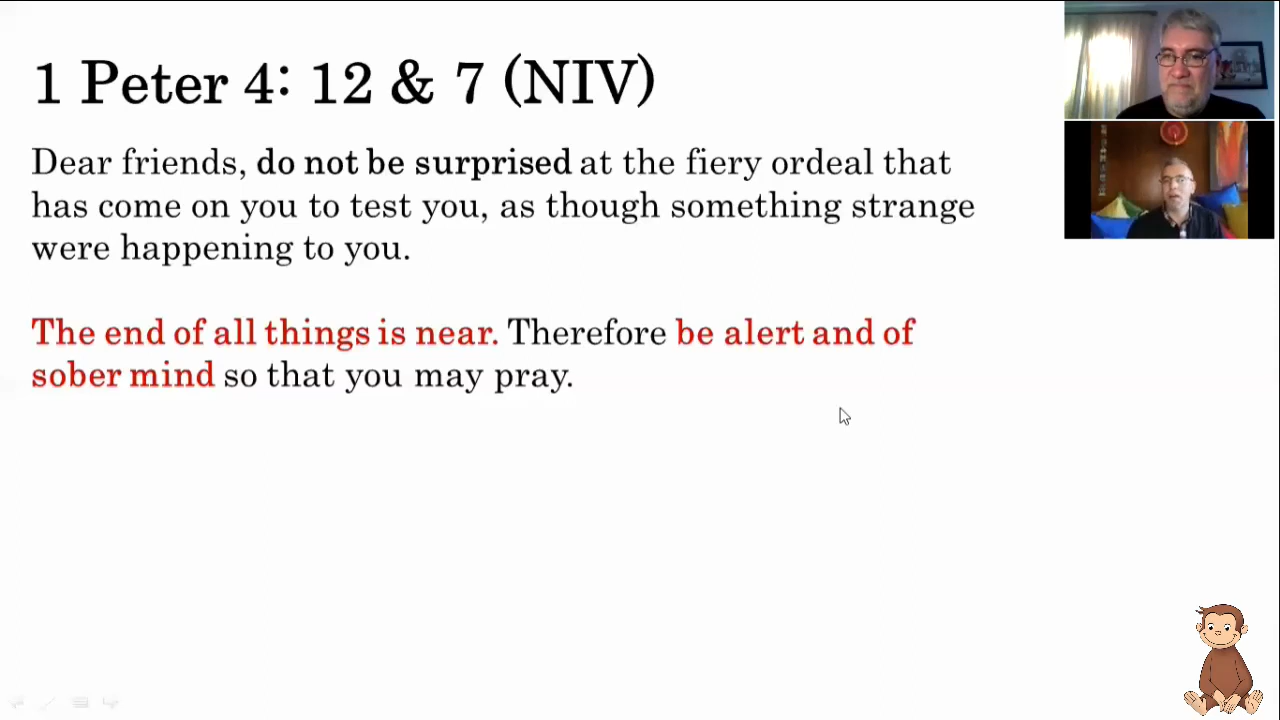 1 Peter 4: 12 & 7 (NIV)
Dear friends, do not be surprised at the fiery ordeal that
has come on you to test you, as though something strange
were happening to you.
The end of all things is near. Therefore be alert and of
sober mind so that you may pray.